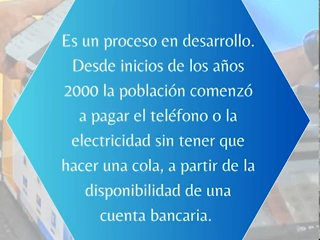 Es un proceso en desarrollo.
Desde inicios de los años
2000 la población comenzó
a pagar el teléfono o la
electricidad sin tener que
hacer una cola, a partir de la
disponibilidad de una
cuenta bancaria.